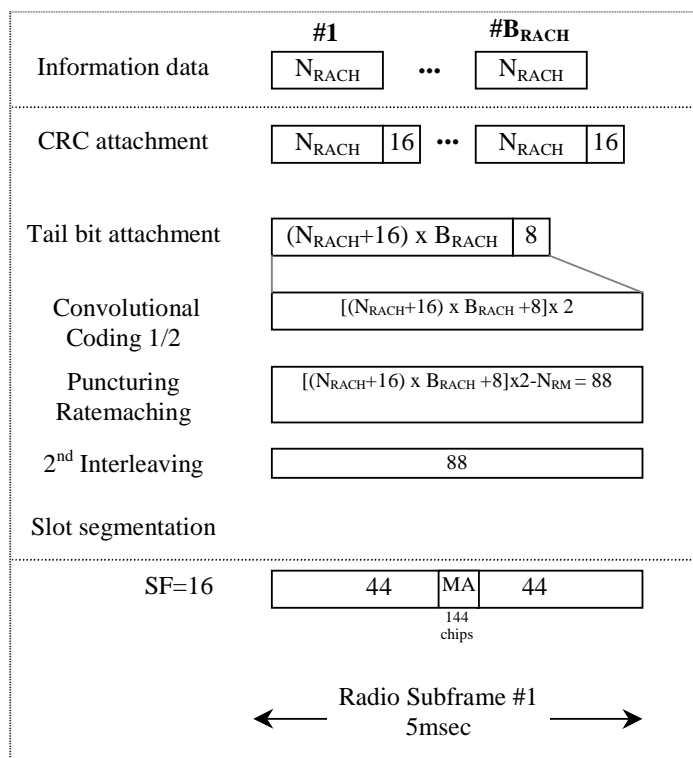 #1 #B_RACH
Information data N_RACH ... N_RACH
CRC attachment N_RACH 16 ... N_RACH 16
Tail bit attachment (N_RACH+16) x B_RACH 8
Convolutional
Coding 1/2
[(N_RACH+16) x B_RACH +8]x 2
Puncturing
Ratemaching
[(N_RACH+16) x B_RACH +8]x2-N_RM = 88
2nd Interleaving 88
Slot segmentation
SF=16 44 MA 44
144
chips
Radio Subframe #1
5msec